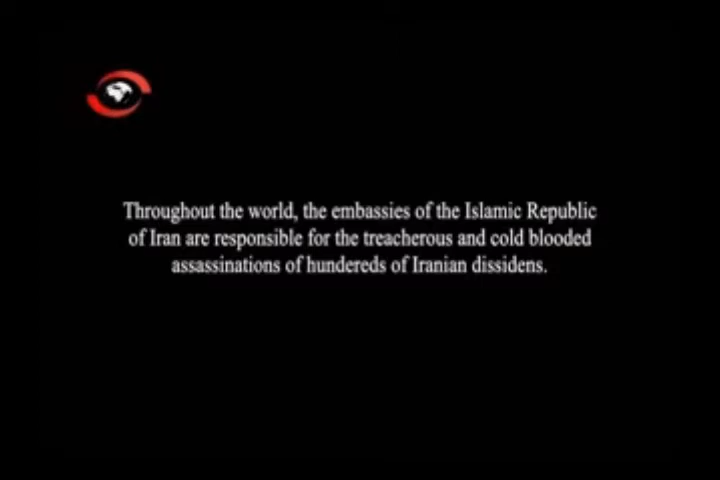 Throughout the world, the embassies of the Islamic Republic
of Iran are responsible for the treacherous and cold blooded
assassinations of hundereds of Iranian dissidens.